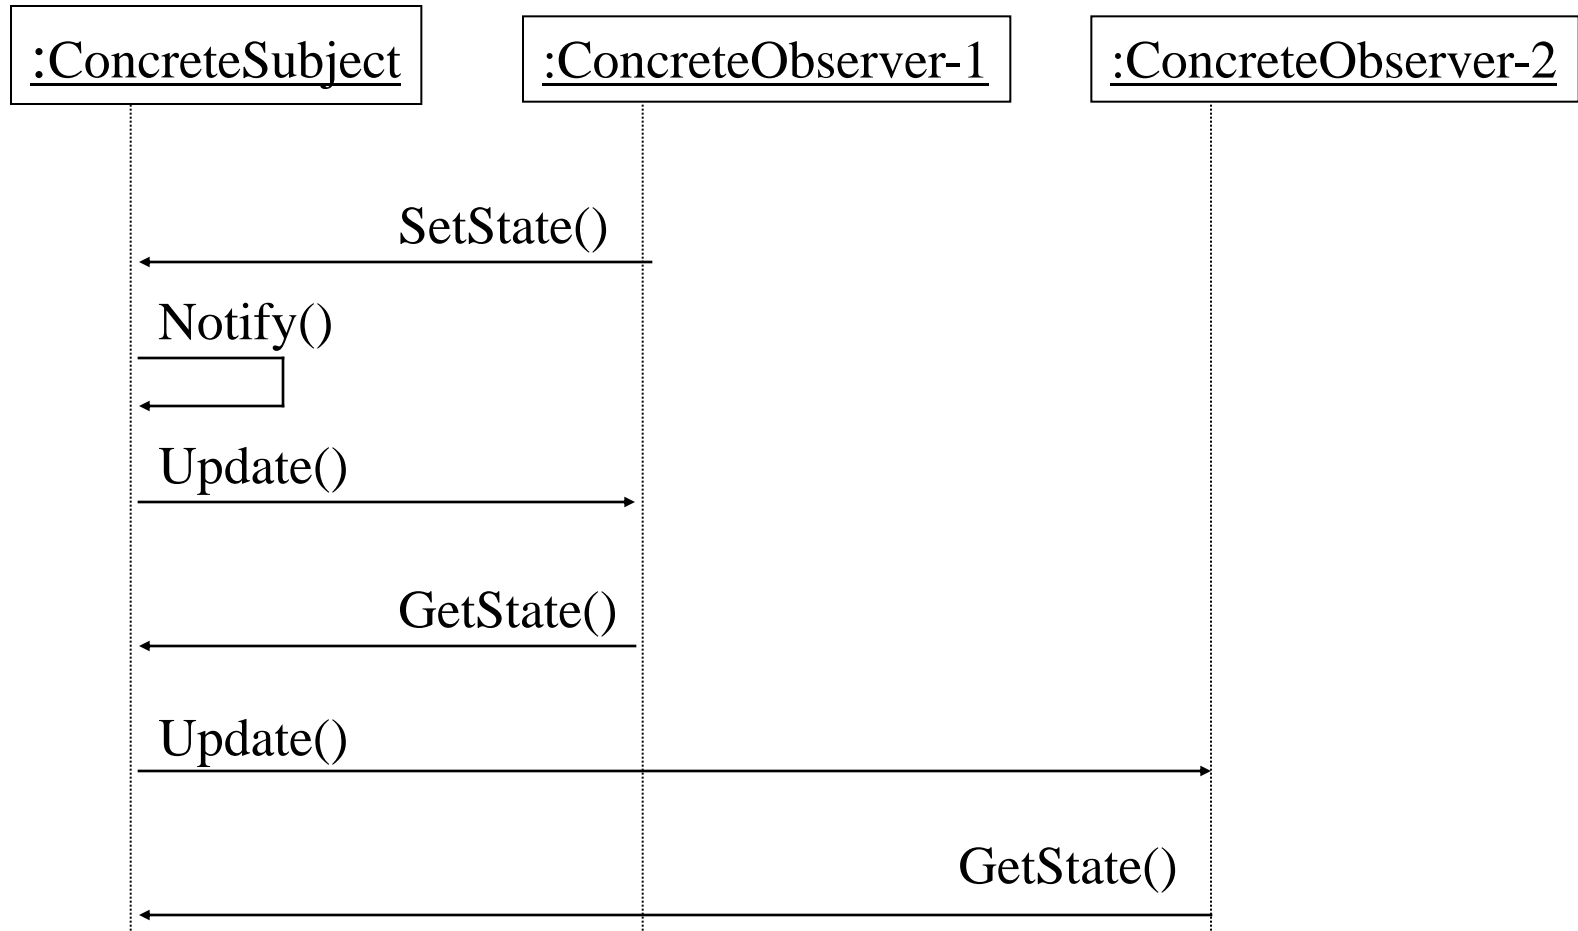 :ConcreteSubject
:ConcreteObserver-1
:ConcreteObserver-2
SetState()
Notify()
Update()
GetState()
Update()
GetState()